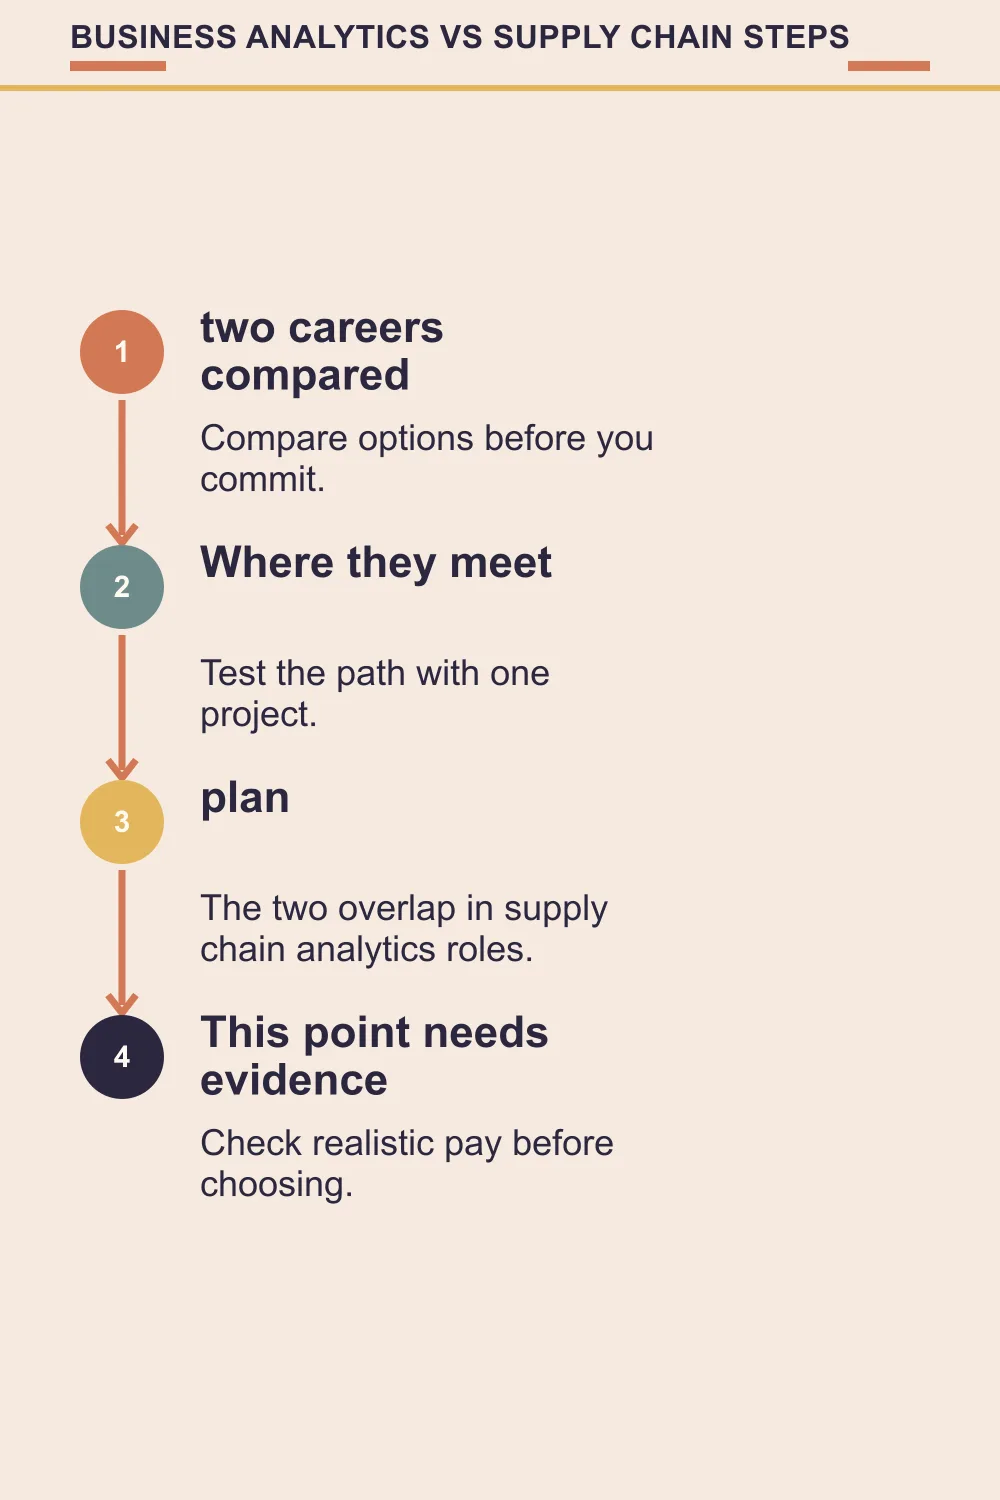 BUSINESS ANALYTICS VS SUPPLY CHAIN STEPS
1
two careers
compared
Compare options before you
commit.
2
Where they meet
Test the path with one
project.
3
plan
The two overlap in supply
chain analytics roles.
4
This point needs
evidence
Check realistic pay before
choosing.